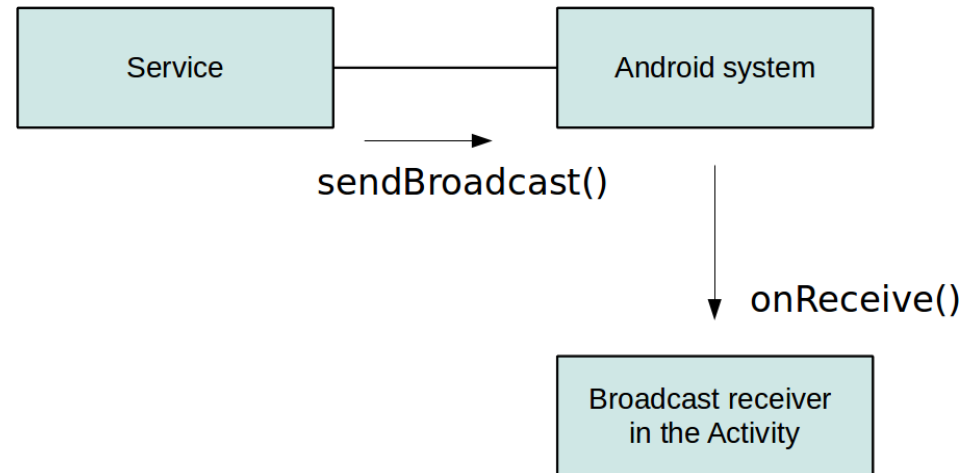 Service
Android system
sendBroadcast()
onReceive()
Broadcast receiver
in the Activity